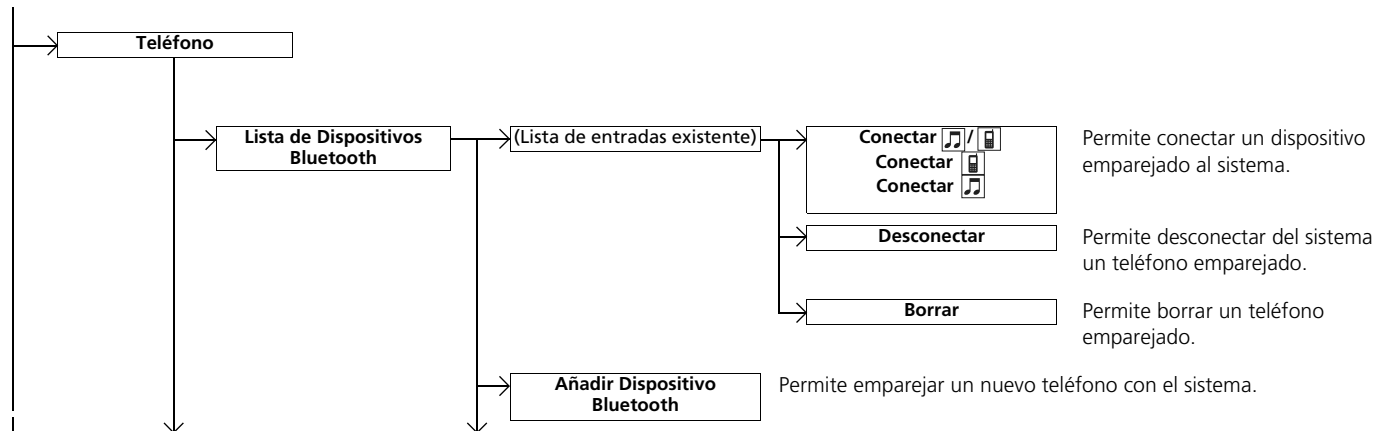 Teléfono
Lista de Dispositivos
Bluetooth
(Lista de entradas existente)
Conectar /
Conectar
Conectar
Permite conectar un dispositivo
emparejado al sistema.
Desconectar
Permite desconectar del sistema
un teléfono emparejado.
Borrar
Permite borrar un teléfono
emparejado.
Añadir Dispositivo
Bluetooth
Permite emparejar un nuevo teléfono con el sistema.